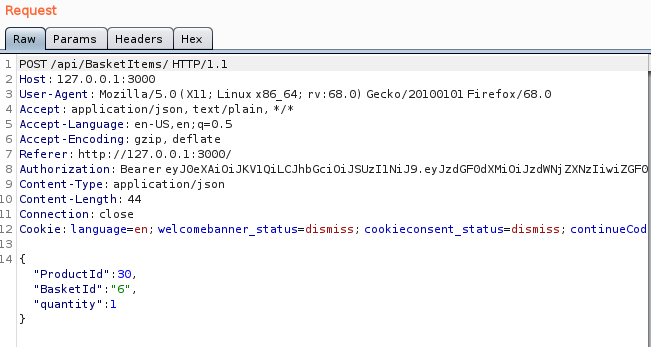 Request
Raw Params Headers Hex
1 POST /api/BasketItems/ HTTP/1.1
2 Host: 127.0.0.1:3000
3 User-Agent: Mozilla/5.0 (X11; Linux x86_64; rv:68.0) Gecko/20100101 Firefox/68.0
4 Accept: application/json, text/plain, */*
5 Accept-Language: en-US,en;q=0.5
6 Accept-Encoding: gzip, deflate
7 Referer: http://127.0.0.1:3000/
8 Authorization: Bearer eyJ0eXAiOiJKV1QiLCJhbGciOiJSUzI1NiJ9.eyJzdGF0dXMiOiJzdWNjZXNzIiwiZGF0
9 Content-Type: application/json
10 Content-Length: 44
11 Connection: close
12 Cookie: language=en; welcomebanner_status=dismiss; cookieconsent_status=dismiss; continueCod
13
14 {
"ProductId":30,
"BasketId":"6",
"quantity":1
}